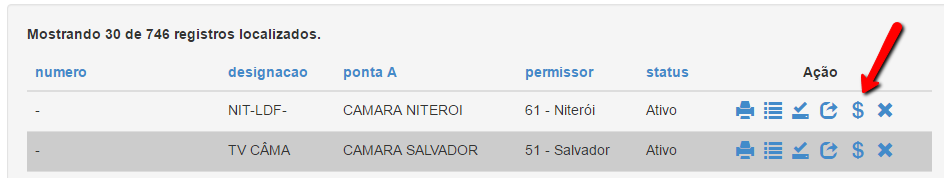 Mostrando 30 de 746 registros localizados.
numero designacao ponta A permissor status Ação
- NIT-LDF- CAMARA NITEROI 61 - Niterói Ativo $
- TV CÂMA CAMARA SALVADOR 51 - Salvador Ativo $